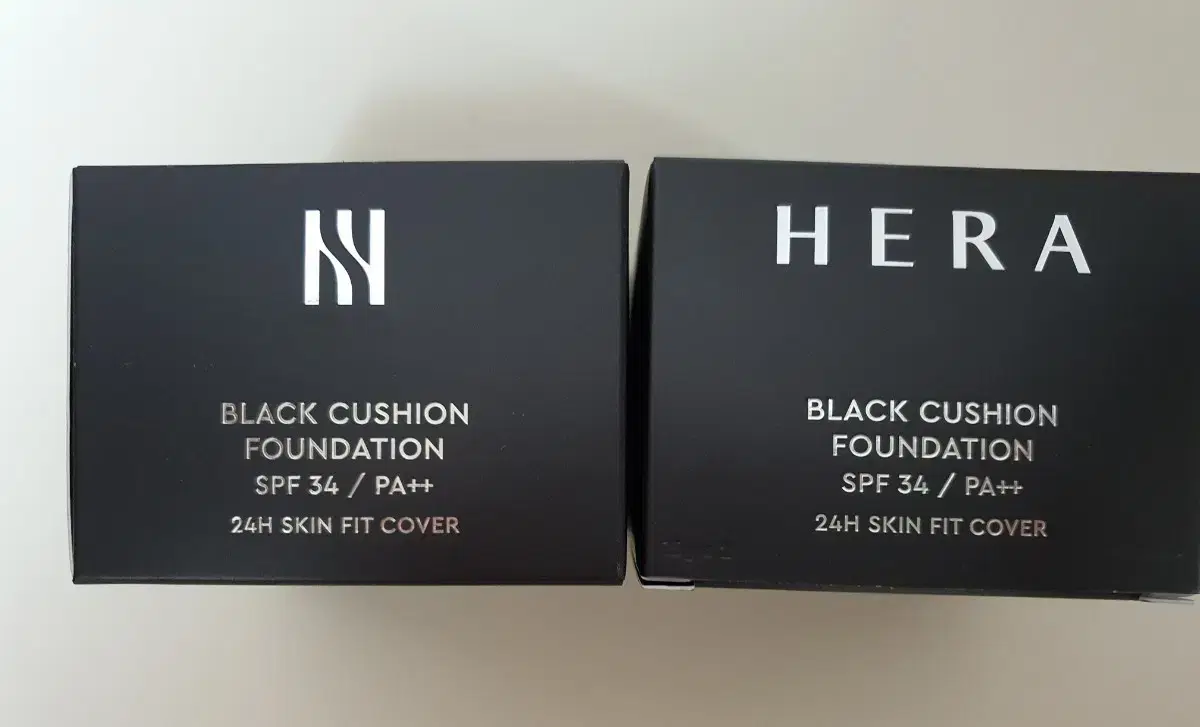 BLACK CUSHION
FOUNDATION
SPF 34 / PA++
24H SKIN FIT COVER
HERA
BLACK CUSHION
FOUNDATION
SPF 34 / PA++
24H SKIN FIT COVER